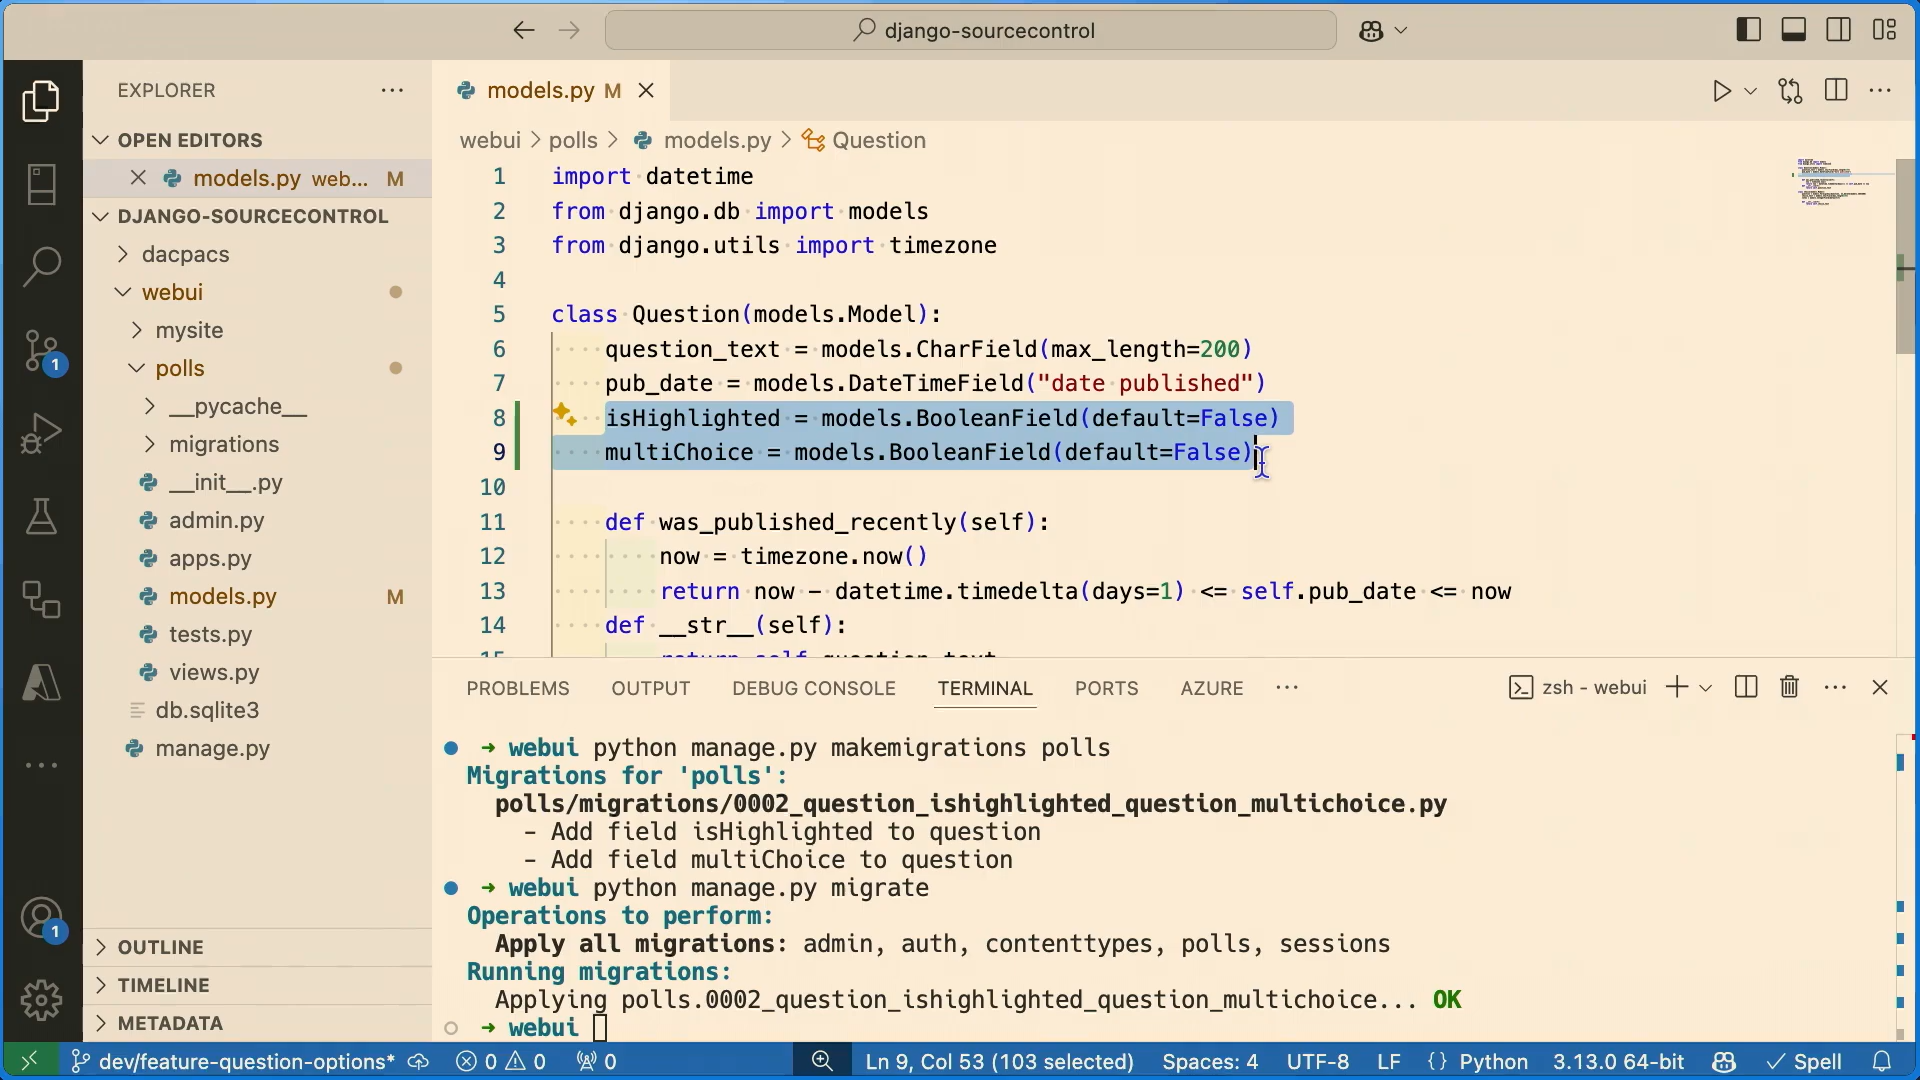 django-sourcecontrol
EXPLORER
OPEN EDITORS
models.py web... M
DJANGO-SOURCECONTROL
dacpacs
webui
mysite
polls
__pycache__
migrations
__init__.py
admin.py
apps.py
models.py M
tests.py
views.py
db.sqlite3
manage.py
OUTLINE
TIMELINE
METADATA
1
1
models.py M
webui > polls > models.py > Question
1 import datetime
2 from django.db import models
3 from django.utils import timezone
4
5 class Question(models.Model):
6 question_text = models.CharField(max_length=200)
7 pub_date = models.DateTimeField("date published")
8 isHighlighted = models.BooleanField(default=False)
9 multiChoice = models.BooleanField(default=False)
10
11 def was_published_recently(self):
12 now = timezone.now()
13 return now - datetime.timedelta(days=1) <= self.pub_date <= now
14 def __str__(self):
15 return self.question_text
PROBLEMS OUTPUT DEBUG CONSOLE TERMINAL PORTS AZURE
zsh - webui
➜ webui python manage.py makemigrations polls
Migrations for 'polls':
polls/migrations/0002_question_ishighlighted_question_multichoice.py
- Add field isHighlighted to question
- Add field multiChoice to question
➜ webui python manage.py migrate
Operations to perform:
Apply all migrations: admin, auth, contenttypes, polls, sessions
Running migrations:
Applying polls.0002_question_ishighlighted_question_multichoice... OK
➜ webui
dev/feature-question-options* 0 0 0 Ln 9, Col 53 (103 selected) Spaces: 4 UTF-8 LF {} Python 3.13.0 64-bit Spell